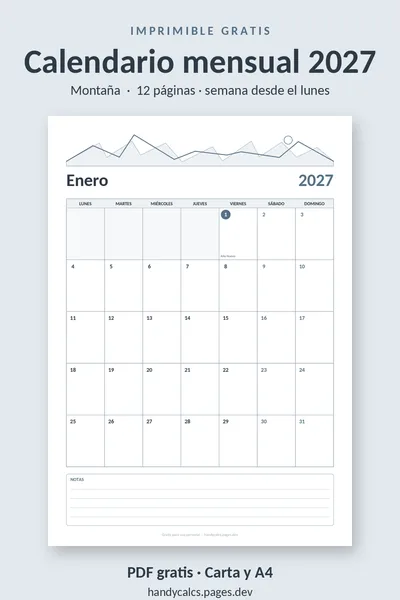 IMPRIMIBLE GRATIS
Calendario mensual 2027
Montaña · 12 páginas · semana desde el lunes
Enero 2027
LUNES MARTES MIÉRCOLES JUEVES VIERNES SÁBADO DOMINGO
1 2 3
4 5 6 7 8 9 10
11 12 13 14 15 16 17
18 19 20 21 22 23 24
25 26 27 28 29 30 31
NOTAS
PDF gratis · Carta y A4
handycalcs.pages.dev